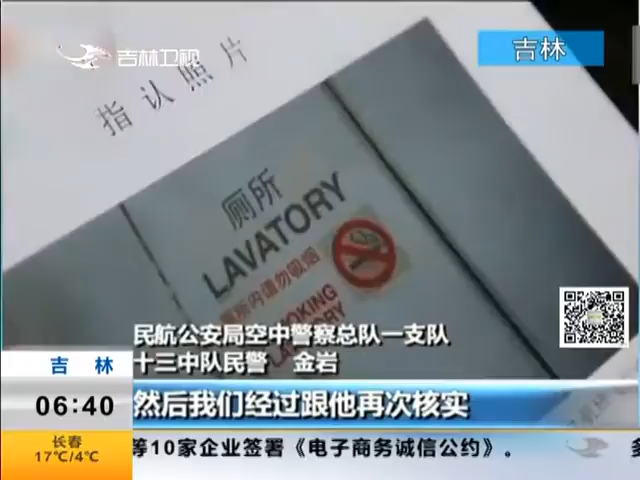 吉林卫视
吉林
指认照片
厕所
LAVATORY
厕所内请勿吸烟
SMOKING
LAVATORY
民航公安局空中警察总队一支队
十三中队民警 金岩
吉 林
06:40
然后我们经过跟他再次核实
长春
17℃/4℃
等10家企业签署《电子商务诚信公约》。